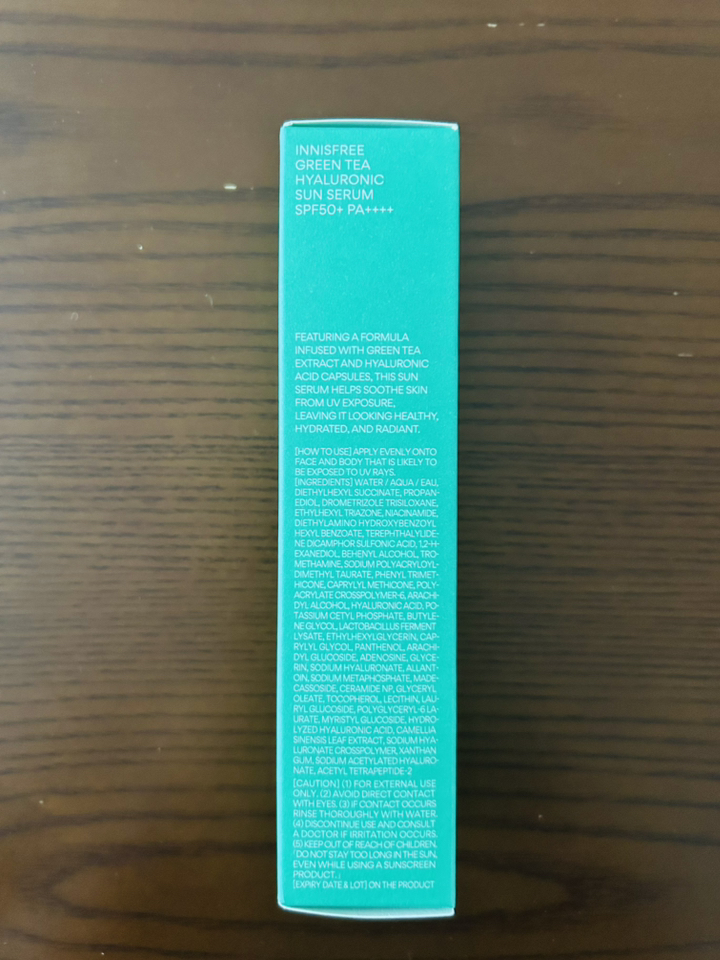 INNISFREE
GREEN TEA
HYALURONIC
SUN SERUM
SPF50+ PA++++
FEATURING A FORMULA
INFUSED WITH GREEN TEA
EXTRACT AND HYALURONIC
ACID CAPSULES, THIS SUN
SERUM HELPS SOOTHE SKIN
FROM UV EXPOSURE,
LEAVING IT LOOKING HEALTHY,
HYDRATED, AND RADIANT.
[HOW TO USE] APPLY EVENLY ONTO
FACE AND BODY THAT IS LIKELY TO
BE EXPOSED TO UV RAYS.
[INGREDIENTS] WATER / AQUA / EAU,
DIETHYLHEXYL SUCCINATE, PROPAN-
EDIOL, DROMETRIZOLE TRISILOXANE,
ETHYLHEXYL TRIAZONE, NIACINAMIDE,
DIETHYLAMINO HYDROXYBENZOYL
HEXYL BENZOATE, TEREPHTHALYLIDE-
NE DICAMPHOR SULFONIC ACID, 1,2-H-
EXANEDIOL, BEHENYL ALCOHOL, TRO-
METHAMINE, SODIUM POLYACRYLOYL-
DIMETHYL TAURATE, PHENYL TRIMET-
HICONE, CAPRYLYL METHICONE, POLY-
ACRYLATE CROSSPOLYMER-6, ARACHI-
DYL ALCOHOL, HYALURONIC ACID, PO-
TASSIUM CETYL PHOSPHATE, BUTYLE-
NE GLYCOL, LACTOBACILLUS FERMENT
LYSATE, ETHYLHEXYLGLYCERIN, CAP-
RYLYL GLYCOL, PANTHENOL, ARACHI-
DYL GLUCOSIDE, ADENOSINE, GLYCE-
RIN, SODIUM HYALURONATE, ALLANT-
OIN, SODIUM METAPHOSPHATE, MADE-
CASSOSIDE, CERAMIDE NP, GLYCERYL
OLEATE, TOCOPHEROL, LECITHIN, LAU-
RYL GLUCOSIDE, POLYGLYCERYL-6 LA-
URATE, MYRISTYL GLUCOSIDE, HYDRO-
LYZED HYALURONIC ACID, CAMELLIA
SINENSIS LEAF EXTRACT, SODIUM HYA-
LURONATE CROSSPOLYMER, XANTHAN
GUM, SODIUM ACETYLATED HYALURO-
NATE, ACETYL TETRAPEPTIDE-2
[CAUTION] (1) FOR EXTERNAL USE
ONLY. (2) AVOID DIRECT CONTACT
WITH EYES. (3) IF CONTACT OCCURS
RINSE THOROUGHLY WITH WATER.
(4) DISCONTINUE USE AND CONSULT
A DOCTOR IF IRRITATION OCCURS.
(5) KEEP OUT OF REACH OF CHILDREN.
「DO NOT STAY TOO LONG IN THE SUN,
EVEN WHILE USING A SUNSCREEN
PRODUCT.」
[EXPIRY DATE & LOT] ON THE PRODUCT